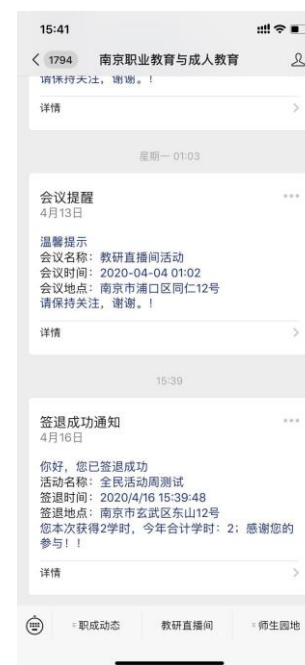 15:41
1794 南京职业教育与成人教育
请保持关注，谢谢。！
详情
星期一 01:03
会议提醒
4月13日
温馨提示
会议名称：教研直播间活动
会议时间：2020-04-04 01:02
会议地点：南京市浦口区同仁12号
请保持关注，谢谢。！
详情
15:39
签退成功通知
4月16日
你好，您已签退成功
活动名称：全民活动周测试
签退时间：2020/4/16 15:39:48
签退地点：南京市玄武区东山12号
您本次获得2学时，今年合计学时：2；感谢您的
参与！！
详情
职成动态 教研直播间 师生园地